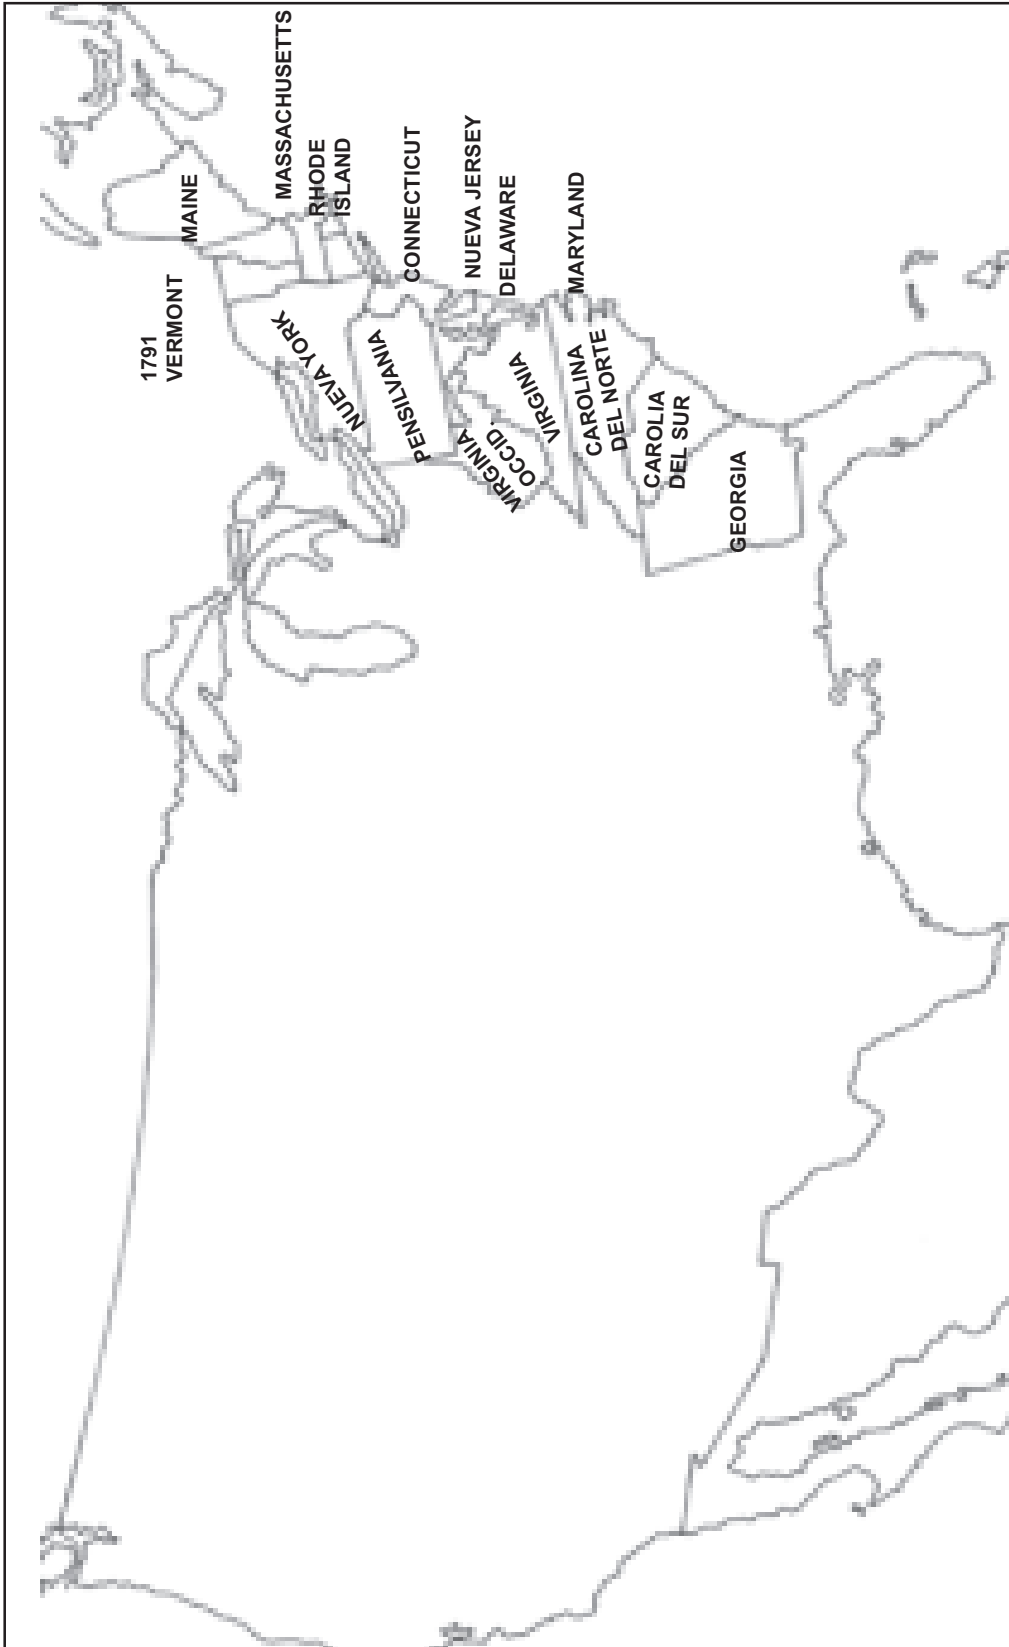 MAINE
1791
VERMONT
MASSACHUSETTS
RHODE
ISLAND
NUEVA YORK
CONNECTICUT
PENSILVANIA
NUEVA JERSEY
DELAWARE
VIRGINIA
OCCID.
VIRGINIA
MARYLAND
CAROLINA
DEL NORTE
CAROLIA
DEL SUR
GEORGIA